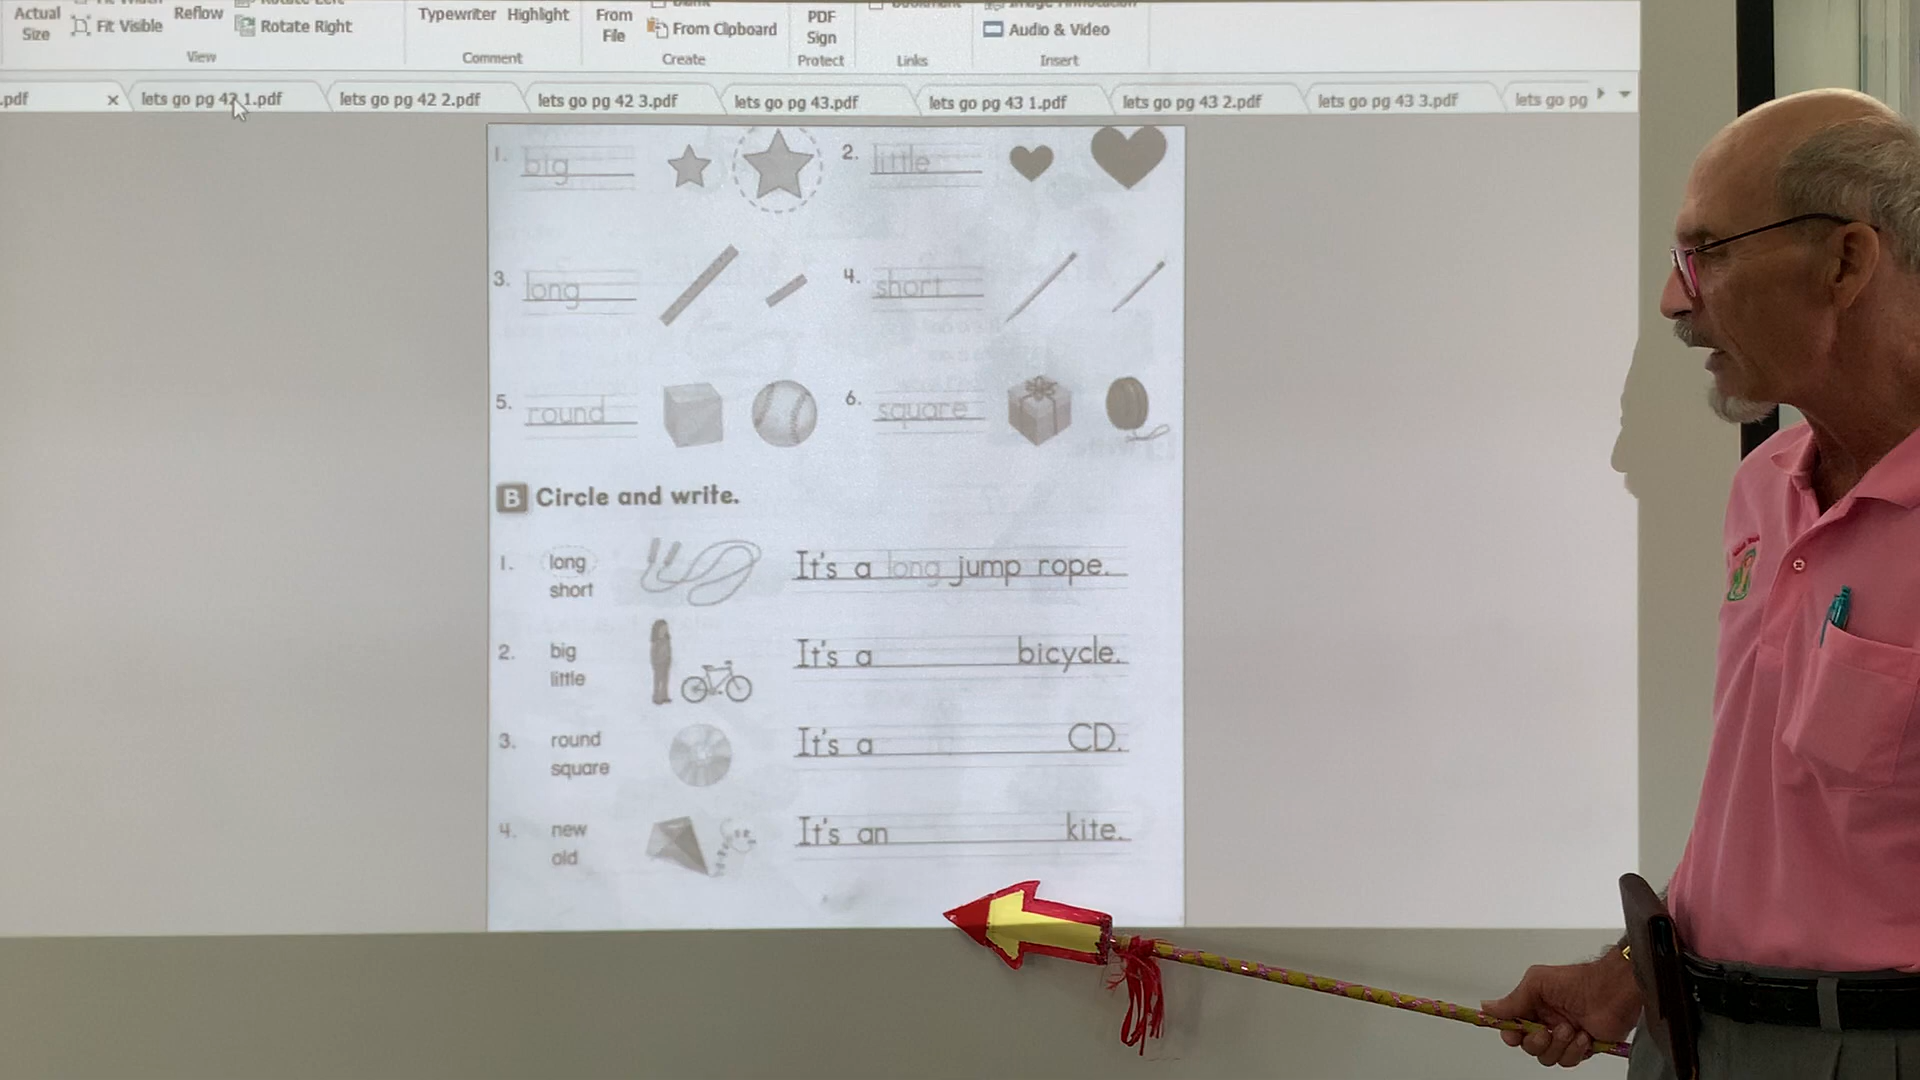 Actual
Size
Fit Visible
Reflow
Rotate Right
View
Typewriter
Highlight
Comment
From
File
From Clipboard
Create
PDF
Sign
Protect
Links
Audio & Video
Insert
.pdf
lets go pg 42 1.pdf
lets go pg 42 2.pdf
lets go pg 42 3.pdf
lets go pg 43.pdf
lets go pg 43 1.pdf
lets go pg 43 2.pdf
lets go pg 43 3.pdf
lets go pg
1. big
2. little
3. long
4. short
5. round
6. square
B Circle and write.
1. long
short
It's a long jump rope.
2. big
little
It's a bicycle.
3. round
square
It's a CD.
4. new
old
It's an kite.